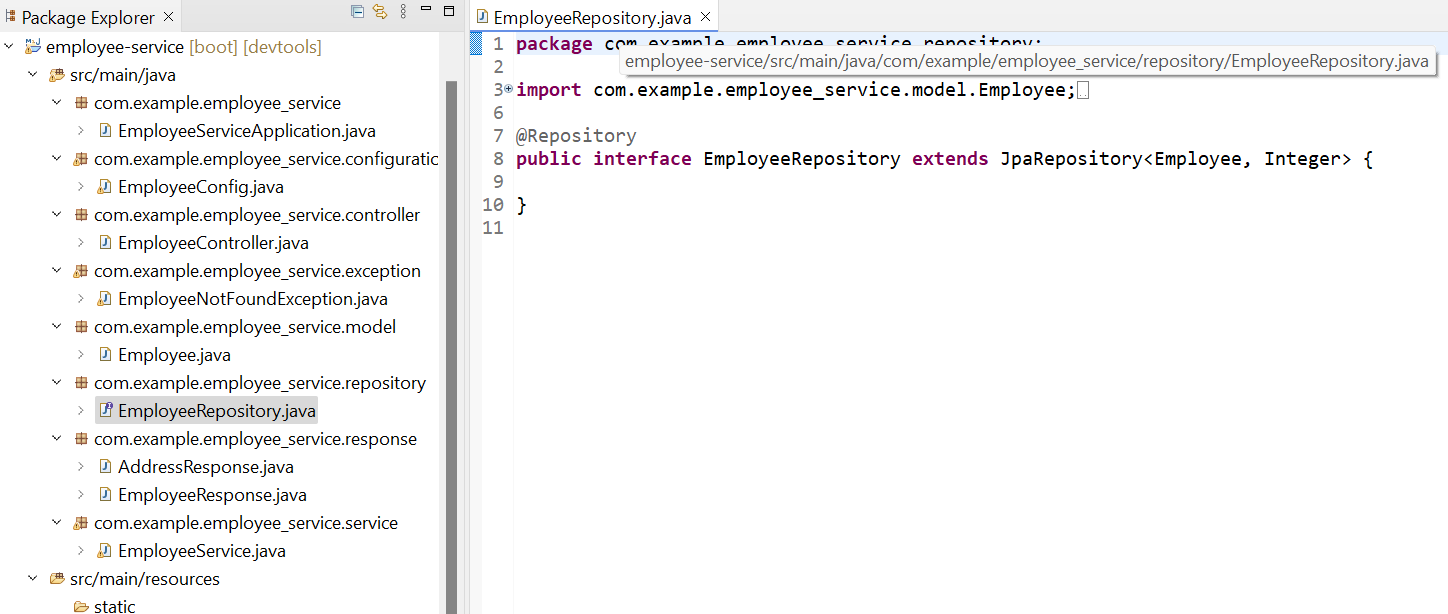 Package Explorer
employee-service [boot] [devtools]
src/main/java
com.example.employee_service
EmployeeServiceApplication.java
com.example.employee_service.configuratic
EmployeeConfig.java
com.example.employee_service.controller
EmployeeController.java
com.example.employee_service.exception
EmployeeNotFoundException.java
com.example.employee_service.model
Employee.java
com.example.employee_service.repository
EmployeeRepository.java
com.example.employee_service.response
AddressResponse.java
EmployeeResponse.java
com.example.employee_service.service
EmployeeService.java
src/main/resources
static
EmployeeRepository.java
1 package com.example.employee_service.repository;
employee-service/src/main/java/com/example/employee_service/repository/EmployeeRepository.java
2
3 import com.example.employee_service.model.Employee;
6
7 @Repository
8 public interface EmployeeRepository extends JpaRepository<Employee, Integer> {
9
10 }
11